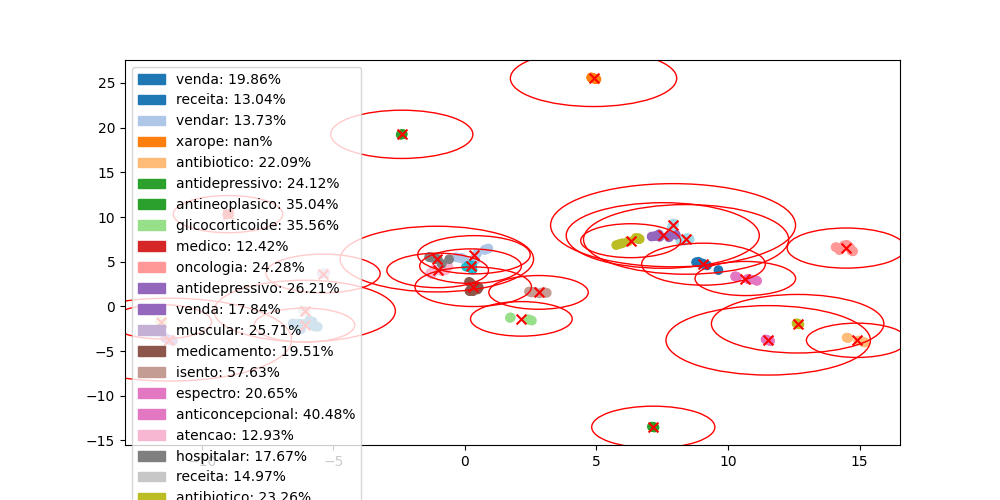 venda: 19.86%
receita: 13.04%
vendar: 13.73%
xarope: nan%
antibiotico: 22.09%
antidepressivo: 24.12%
antineoplasico: 35.04%
glicocorticoide: 35.56%
medico: 12.42%
oncologia: 24.28%
antidepressivo: 26.21%
venda: 17.84%
muscular: 25.71%
medicamento: 19.51%
isento: 57.63%
espectro: 20.65%
anticoncepcional: 40.48%
atencao: 12.93%
hospitalar: 17.67%
receita: 14.97%
antibiotico: 23.26%
25
20
15
10
5
0
−5
−10
−15
−10 −5 0 5 10 15